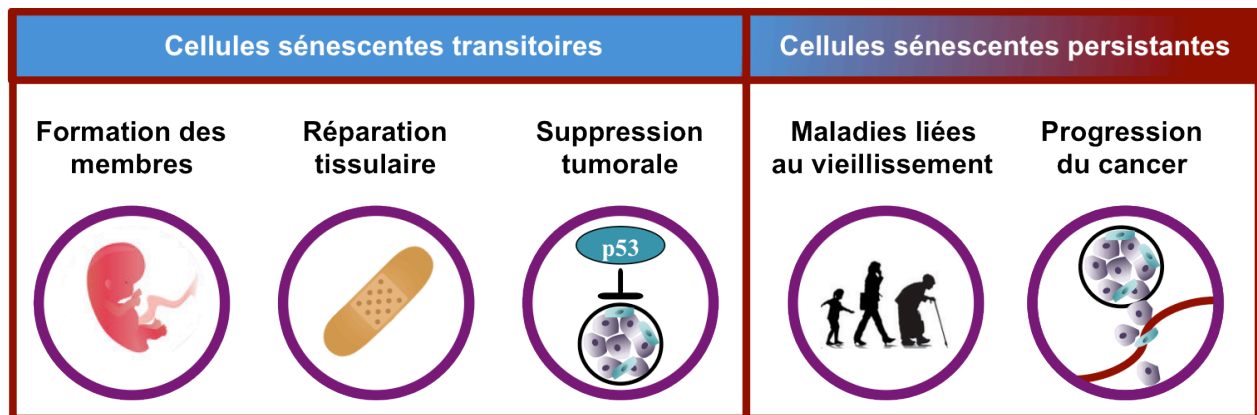 Cellules sénescentes transitoires
Cellules sénescentes persistantes
Formation des
membres
Réparation
tissulaire
Suppression
tumorale
Maladies liées
au vieillissement
Progression
du cancer
p53